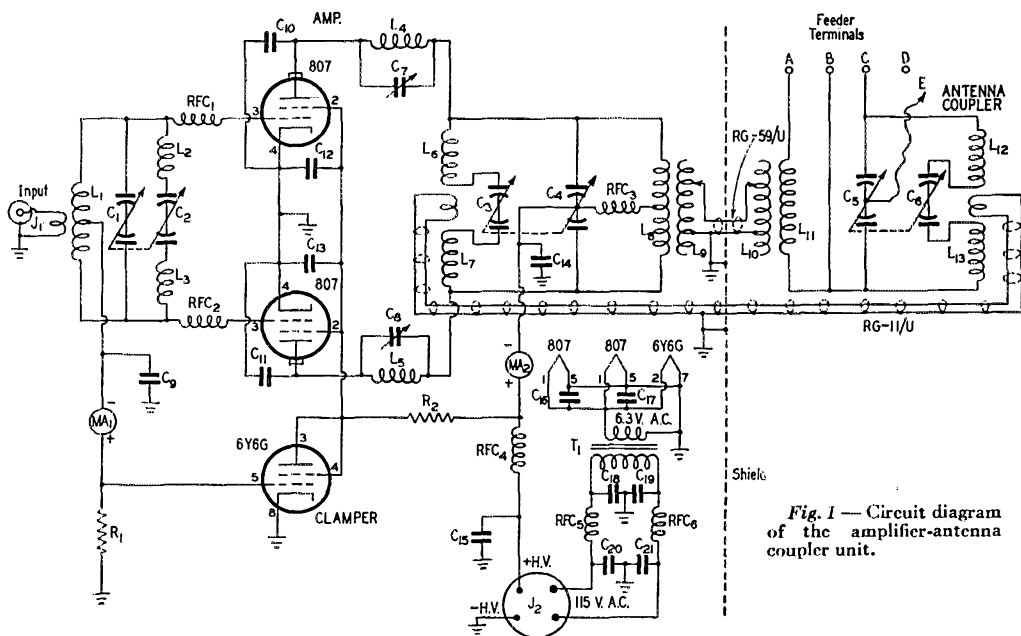 AMP.
C10
L4
C7
807
RFC1
3
2
4
C12
L2
L1
Input
J1
C1
C2
L3
RFC2
C13
4
807
3
2
C11
C8
L5
C9
MA1
- +
R1
6Y6G
3
5
4
8
CLAMPER
R2
L6
C3
C4
RFC3
L7
C14
L8
L9
RG-59/U
L10
L11
Feeder
Terminals
A B C D
E
ANTENNA
COUPLER
L12
C5
C6
L13
RG-11/U
-
MA2
+
RFC4
807 807 6Y6G
1 5 1 5 2 7
C16
C17
6.3 V. A.C.
T1
C18 C19
RFC5
RFC6
C20 C21
C15
+H.V.
-H.V.
J2
115 V. A.C.
Shield
Fig. 1 — Circuit diagram
of the amplifier-antenna
coupler unit.